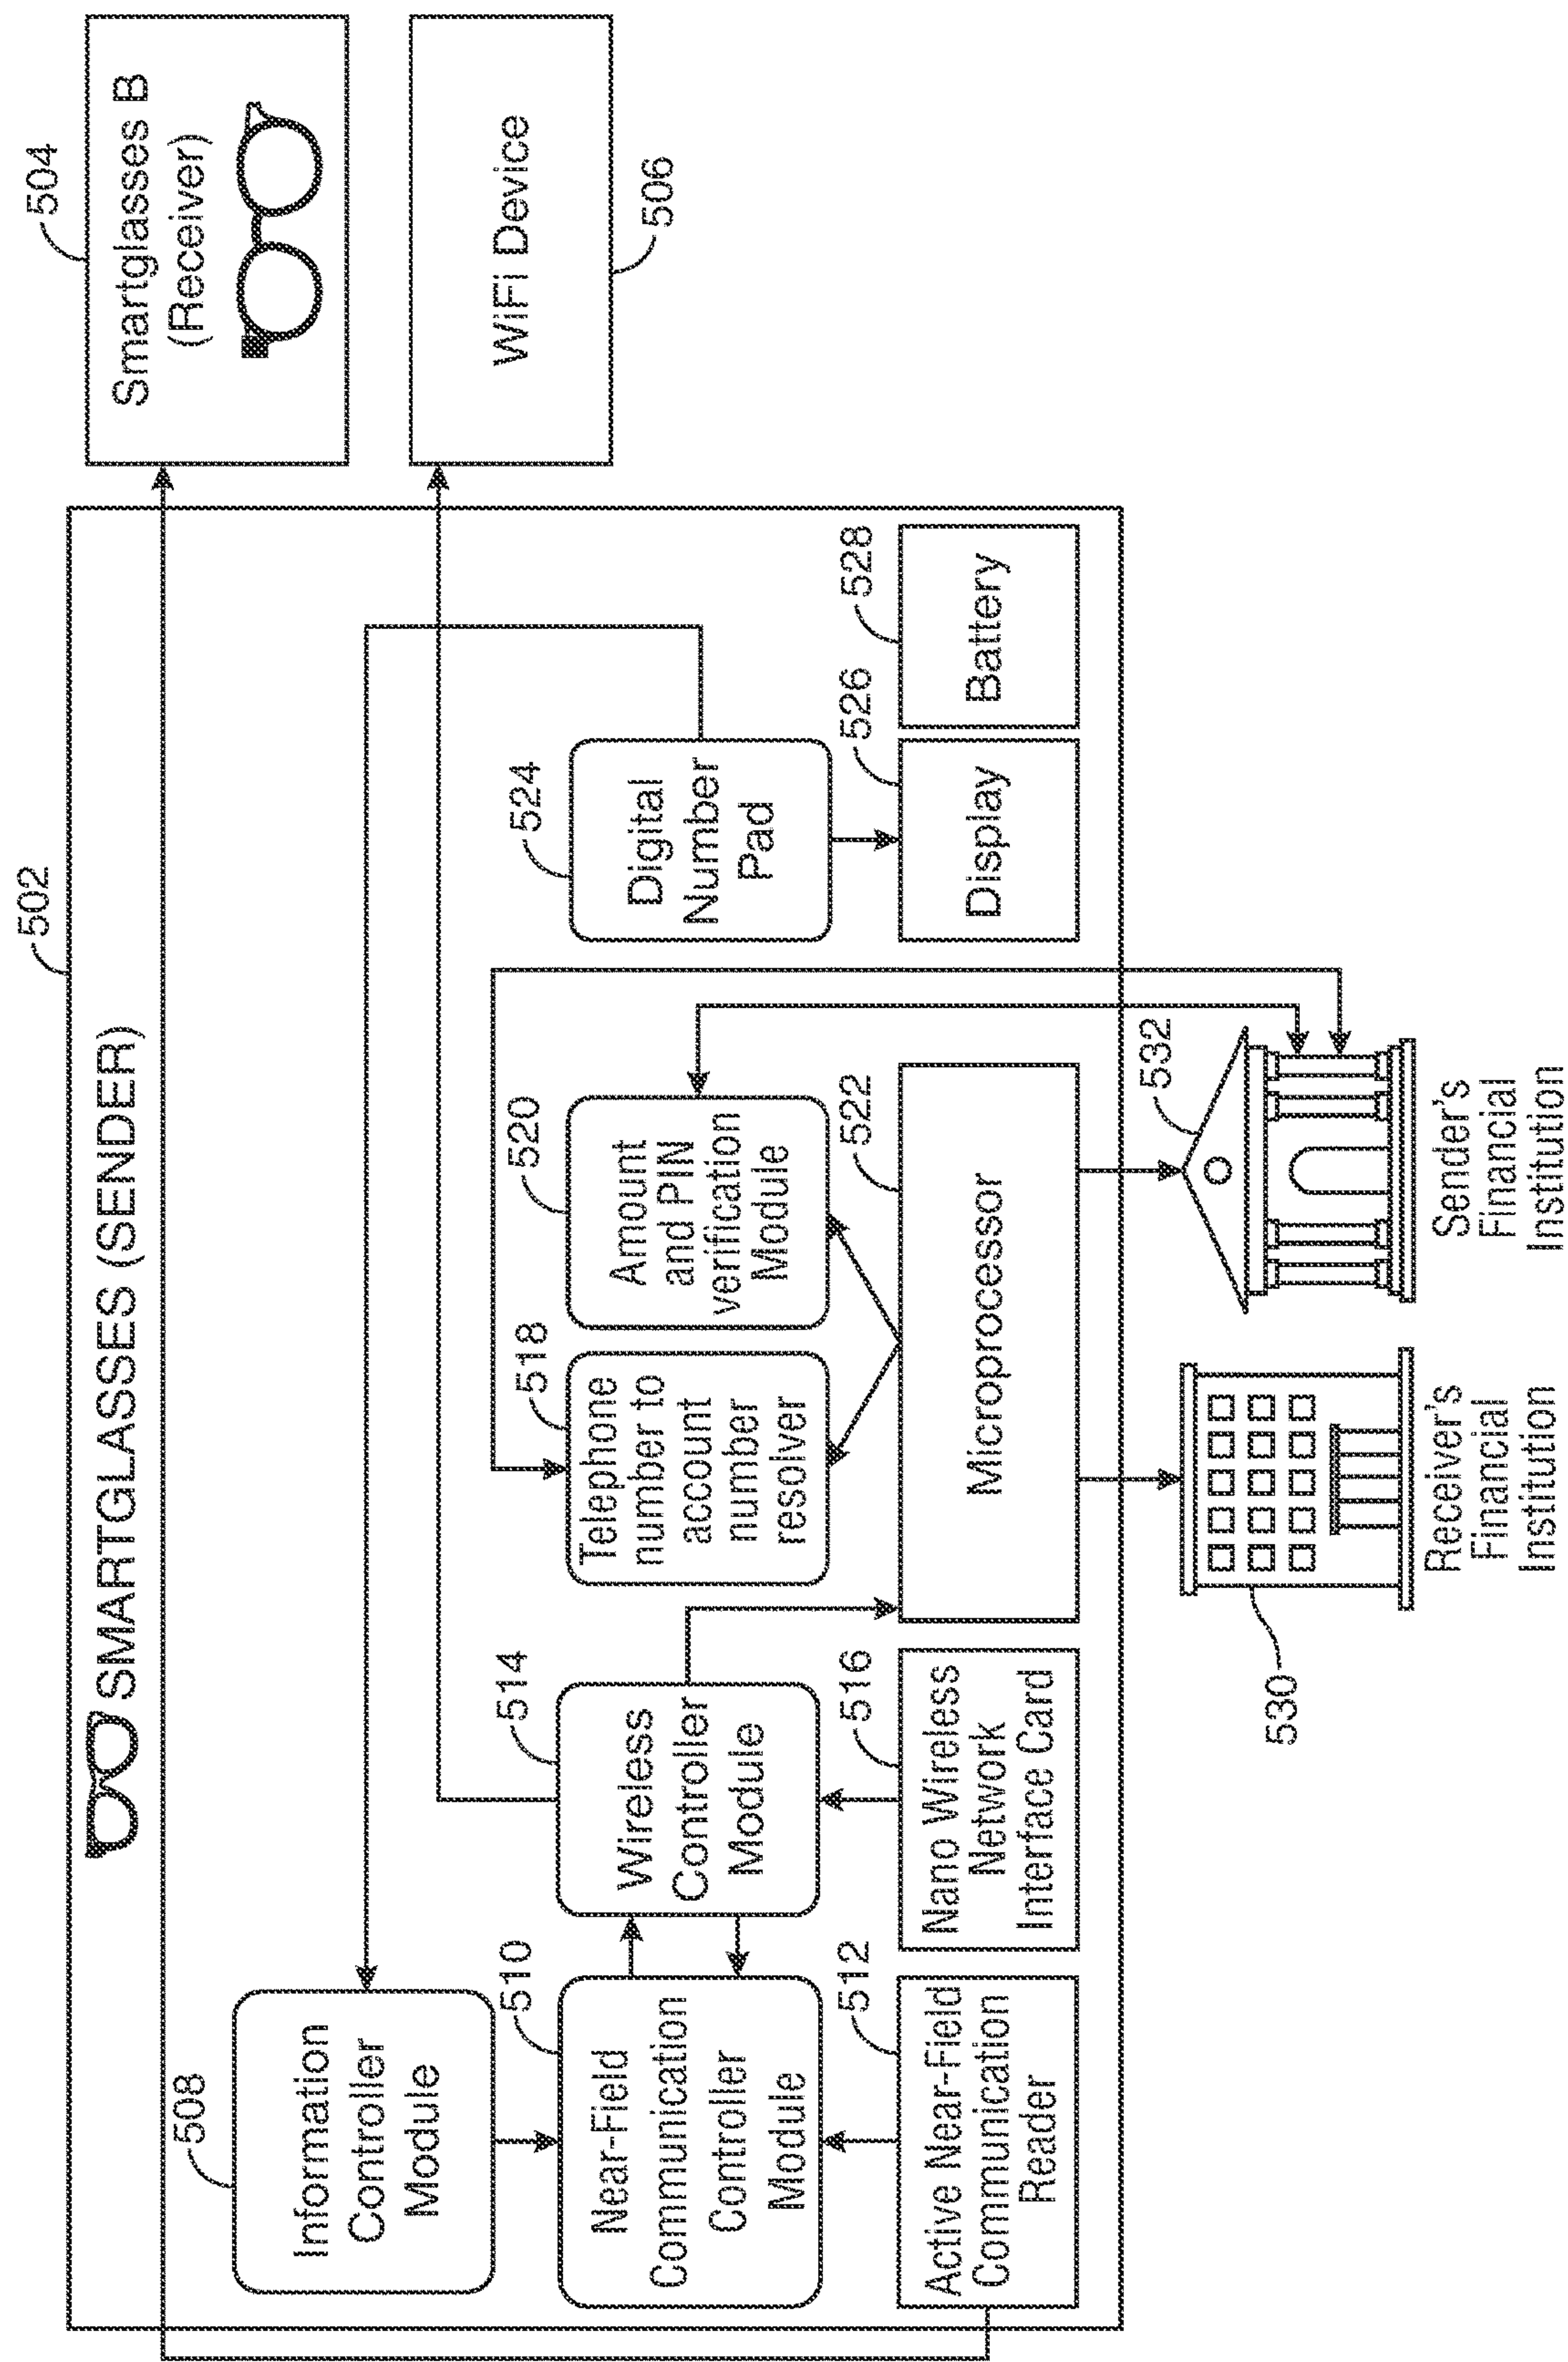 502
SMARTGLASSES (SENDER)
504
Smartglasses B
(Receiver)
WiFi Device
506
508
Information
Controller
Module
510
Near-Field
Communication
Controller
Module
512
Active Near-Field
Communication
Reader
514
Wireless
Controller
Module
516
Nano Wireless
Network
Interface Card
518
Telephone
number to
account
number
resolver
520
Amount
and PIN
verification
Module
522
Microprocessor
524
Digital
Number
Pad
526
Display
528
Battery
530
Receiver's
Financial
Institution
532
Sender's
Financial
Institution